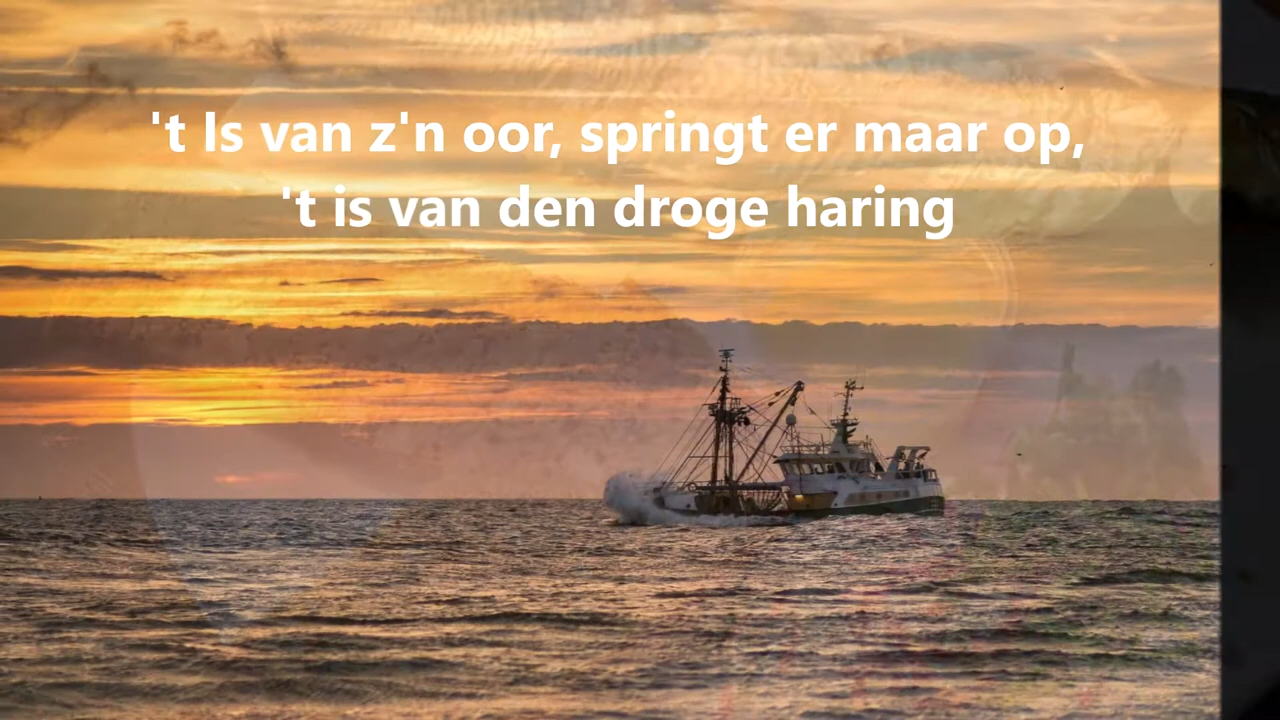 't Is van z'n oor, springt er maar op,
't is van den droge haring